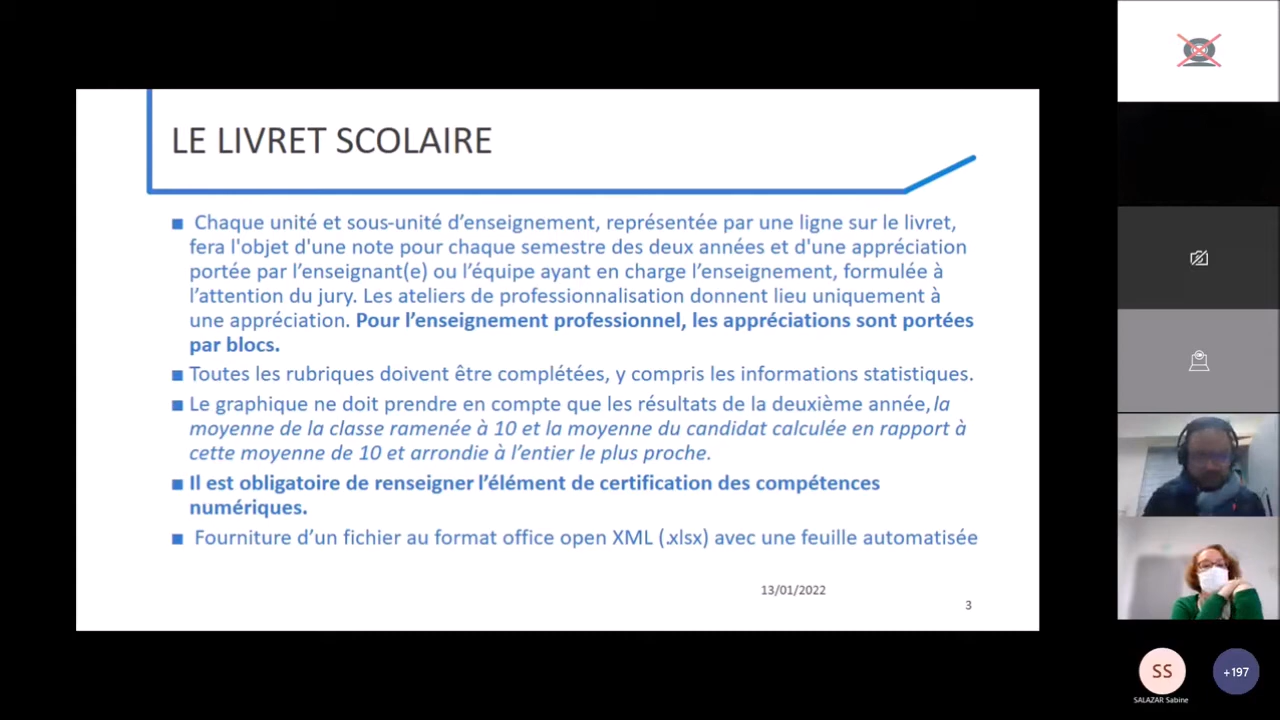 LE LIVRET SCOLAIRE
■ Chaque unité et sous-unité d’enseignement, représentée par une ligne sur le livret,
fera l'objet d'une note pour chaque semestre des deux années et d'une appréciation
portée par l’enseignant(e) ou l’équipe ayant en charge l’enseignement, formulée à
l’attention du jury. Les ateliers de professionnalisation donnent lieu uniquement à
une appréciation. Pour l’enseignement professionnel, les appréciations sont portées
par blocs.
■ Toutes les rubriques doivent être complétées, y compris les informations statistiques.
■ Le graphique ne doit prendre en compte que les résultats de la deuxième année, la
moyenne de la classe ramenée à 10 et la moyenne du candidat calculée en rapport à
cette moyenne de 10 et arrondie à l’entier le plus proche.
■ Il est obligatoire de renseigner l’élément de certification des compétences
numériques.
■ Fourniture d’un fichier au format office open XML (.xlsx) avec une feuille automatisée
13/01/2022
3
SS
+197
SALAZAR Sabine